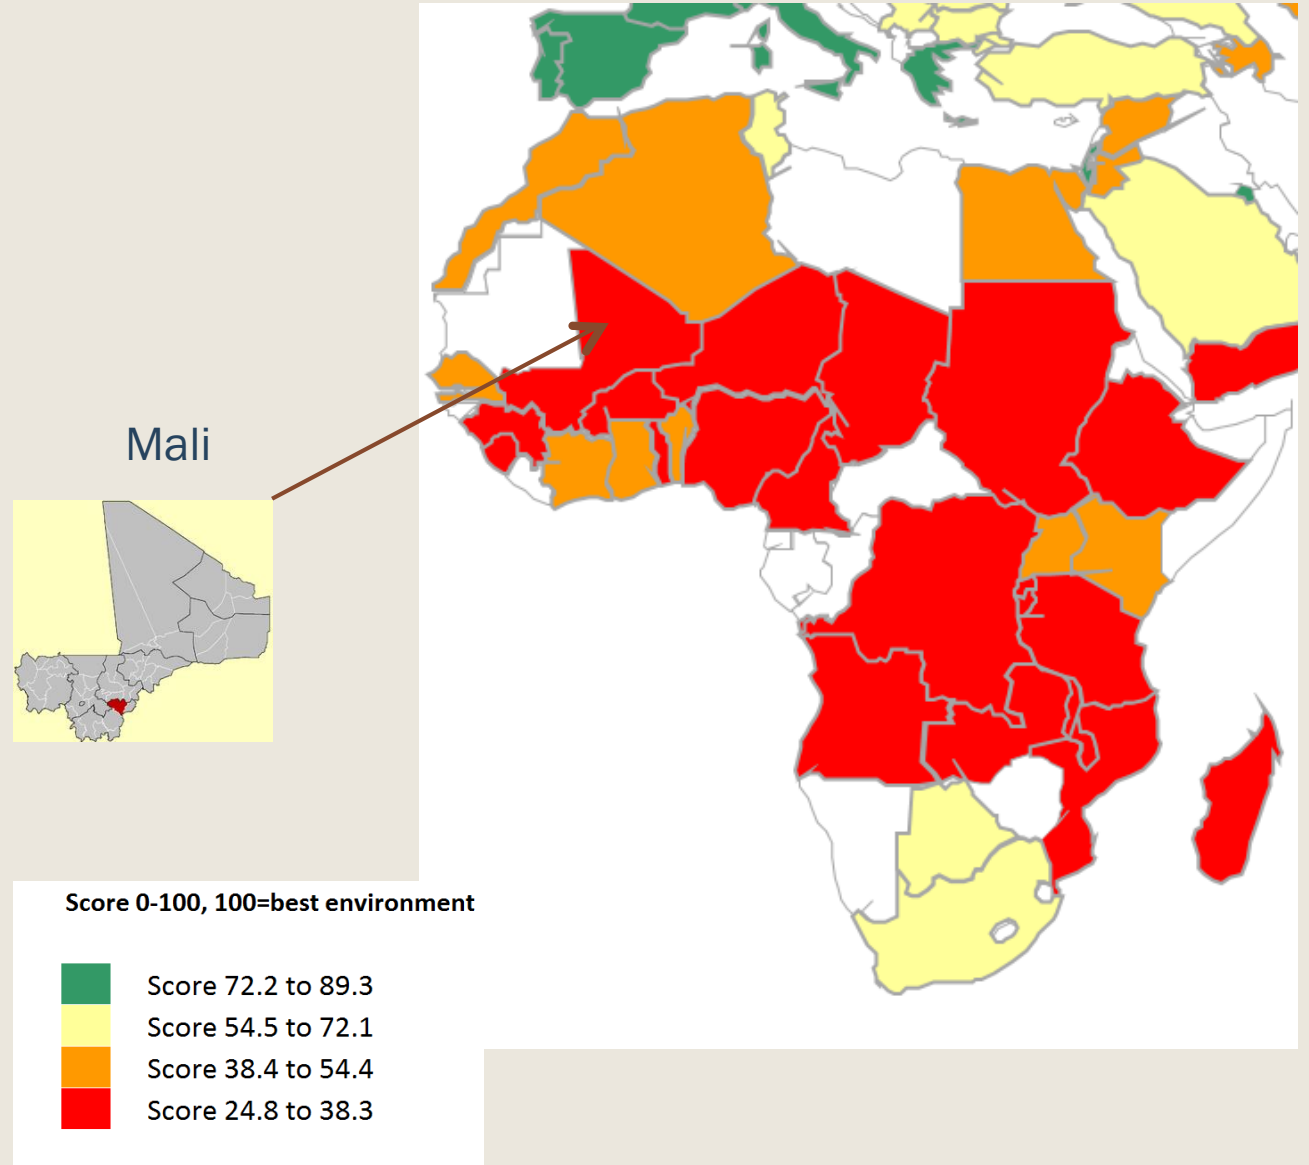 Mali
Score 0-100, 100=best environment
Score 72.2 to 89.3
Score 54.5 to 72.1
Score 38.4 to 54.4
Score 24.8 to 38.3